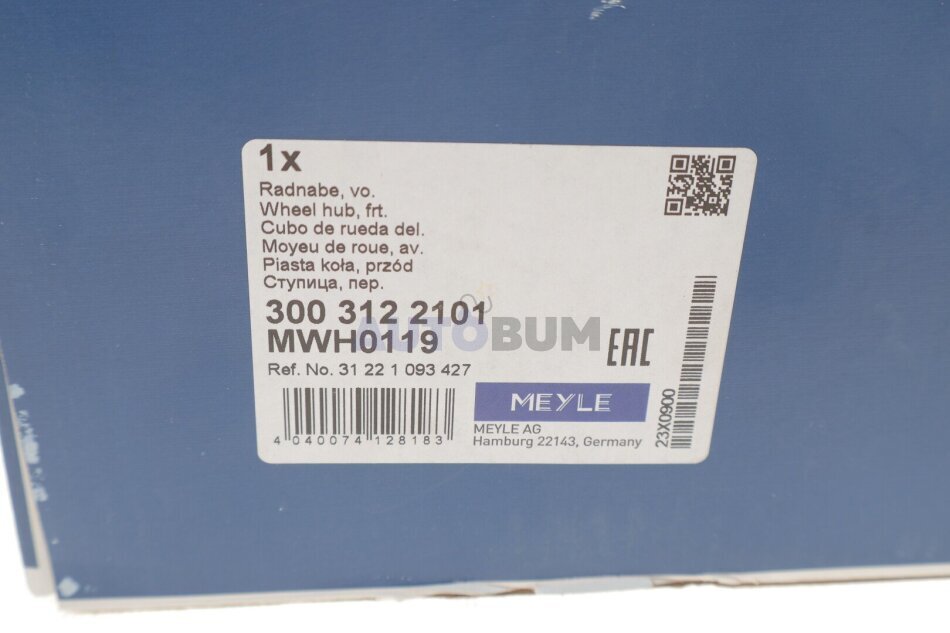 1x
Radnabe, vo.
Wheel hub, frt.
Cubo de rueda del.
Moyeu de roue, av.
Piasta koła, przód
Ступица, пер.
300 312 2101
AUTOBUM
MWH0119
EAC
Ref. No. 31 22 1 093 427
MEYLE
MEYLE AG
Hamburg 22143, Germany
4 040074 128183
23X0900